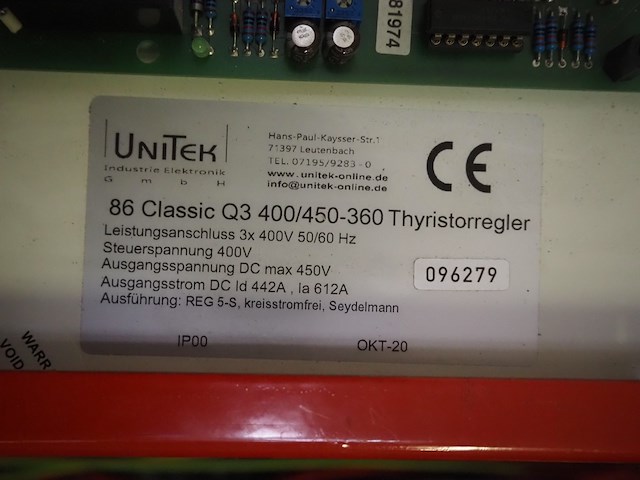 81974
UNITEK
Industrie Elektronik
G m b H
Hans-Paul-Kaysser-Str.1
71397 Leutenbach
TEL. 07195/9283 - 0
www.unitek-online.de
info@unitek-online.de
CE
86 Classic Q3 400/450-360 Thyristorregler
Leistungsanschluss 3x 400V 50/60 Hz
Steuerspannung 400V
Ausgangsspannung DC max 450V
Ausgangsstrom DC Id 442A , Ia 612A
Ausführung: REG 5-S, kreisstromfrei, Seydelmann
096279
IP00
OKT-20
WARR
VOID